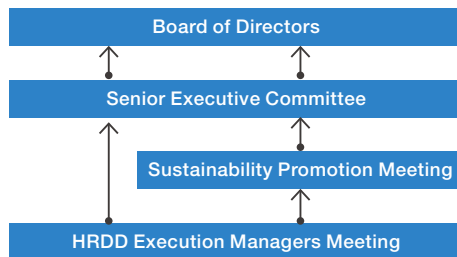 Board of Directors
Senior Executive Committee
Sustainability Promotion Meeting
HRDD Execution Managers Meeting